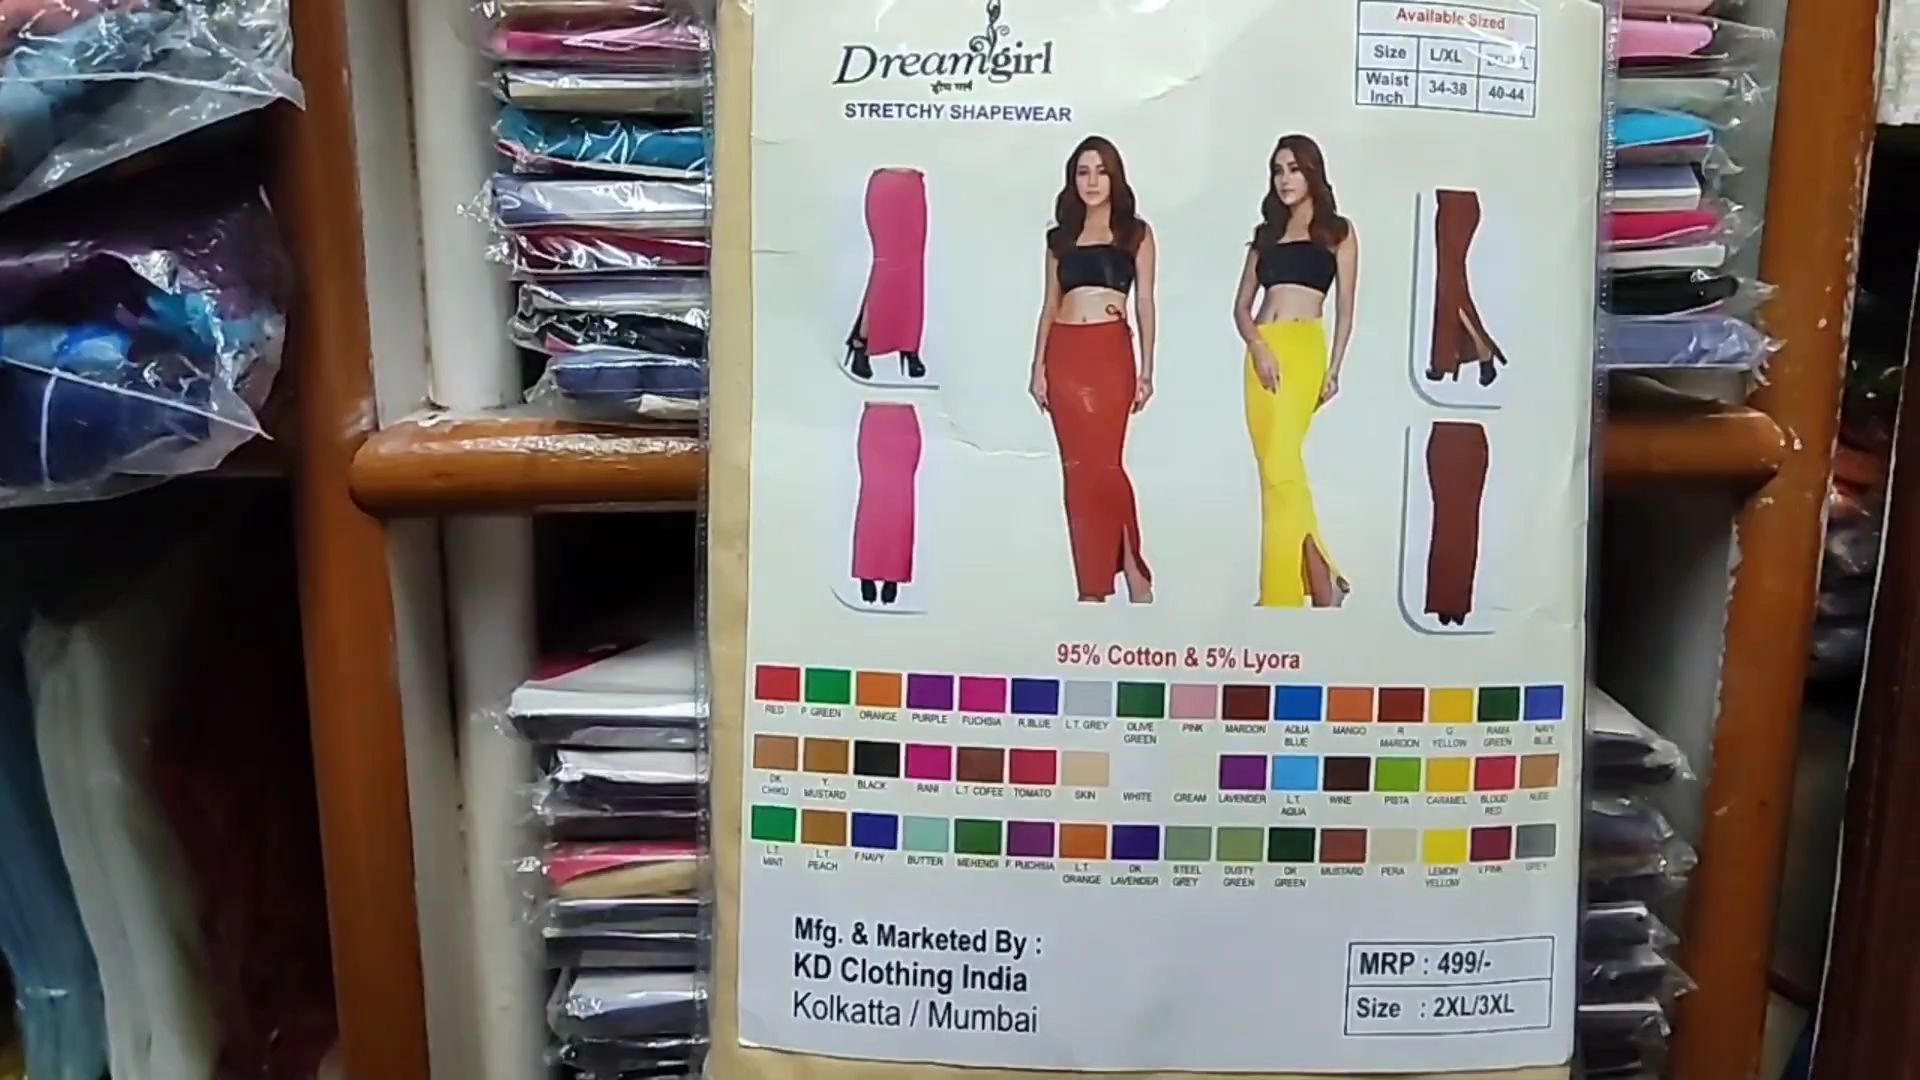 Dreamgirl
ड्रीम गर्ल
STRETCHY SHAPEWEAR
Available Sized
Size L/XL
Waist Inch 34-38 40-44
95% Cotton & 5% Lyora
RED P. GREEN ORANGE PURPLE FUCHSIA R.BLUE L.T. GREY OLIVE GREEN PINK MAROON AQUA BLUE MANGO R MAROON G YELLOW RAMA GREEN NAVY BLUE
DK CHIKU Y. MUSTARD BLACK RANI L.T COFEE TOMATO SKIN WHITE CREAM LAVENDER L.T. AQUA WINE PISTA CARAMEL BLOUD RED NUDE
L.T. MINT L.T. PEACH F.NAVY BUTTER MEHENDI F. PUCHSIA L.T. ORANGE DK LAVENDER STEEL GREY DUSTY GREEN DK GREEN MUSTARD PERA LEMON YELLOW V.PINK GREY
Mfg. & Marketed By :
KD Clothing India
Kolkatta / Mumbai
MRP : 499/-
Size : 2XL/3XL